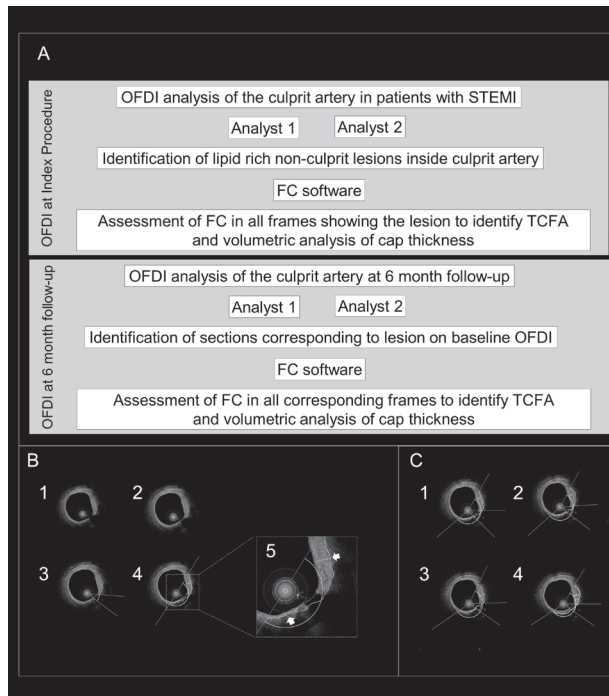 A
OFDI at Index Procedure
OFDI analysis of the culprit artery in patients with STEMI
Analyst 1 Analyst 2
Identification of lipid rich non-culprit lesions inside culprit artery
FC software
Assessment of FC in all frames showing the lesion to identify TCFA
and volumetric analysis of cap thickness
OFDI at 6 month follow-up
OFDI analysis of the culprit artery at 6 month follow-up
Analyst 1 Analyst 2
Identification of sections corresponding to lesion on baseline OFDI
FC software
Assessment of FC in all corresponding frames to identify TCFA
and volumetric analysis of cap thickness
B
1 2
3 4
5
C
1 2
3 4